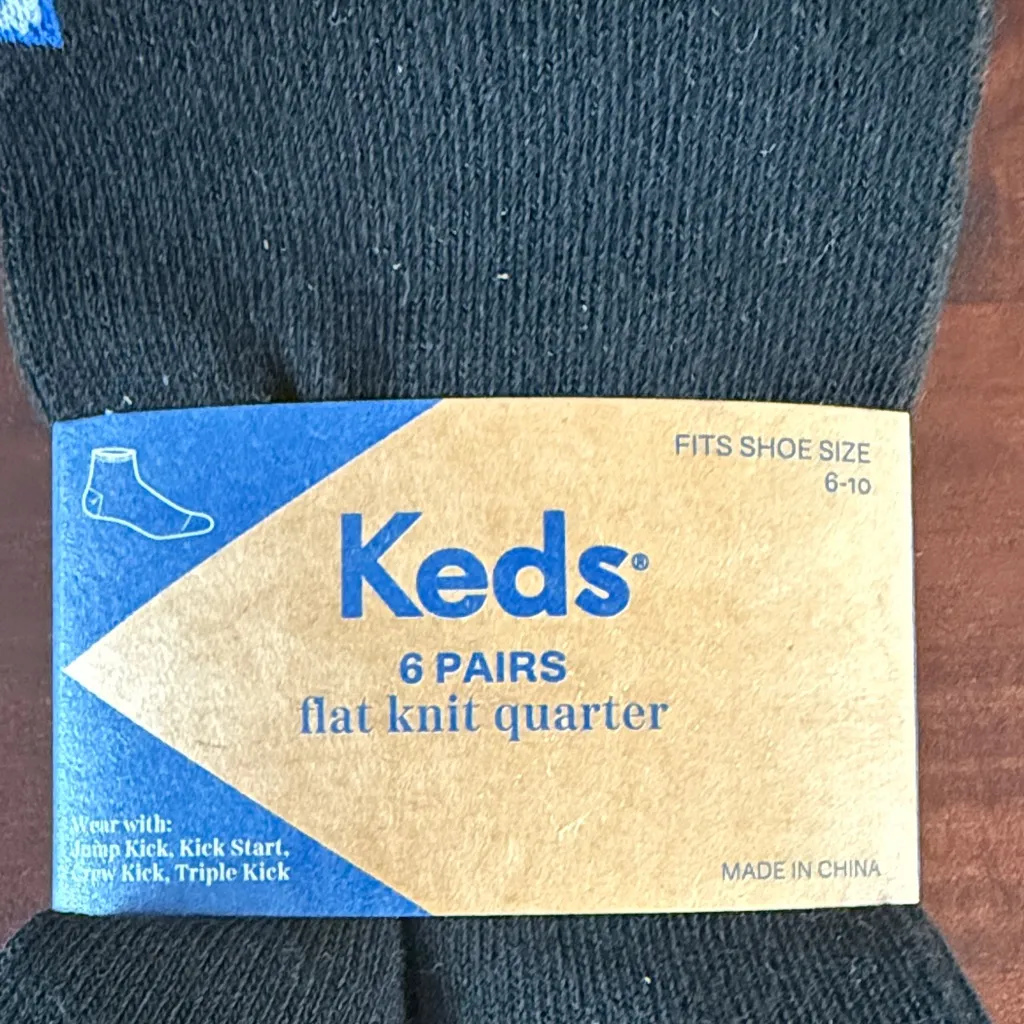 FITS SHOE SIZE
6-10
Keds®
6 PAIRS
flat knit quarter
Wear with:
Jump Kick, Kick Start,
Crew Kick, Triple Kick
MADE IN CHINA